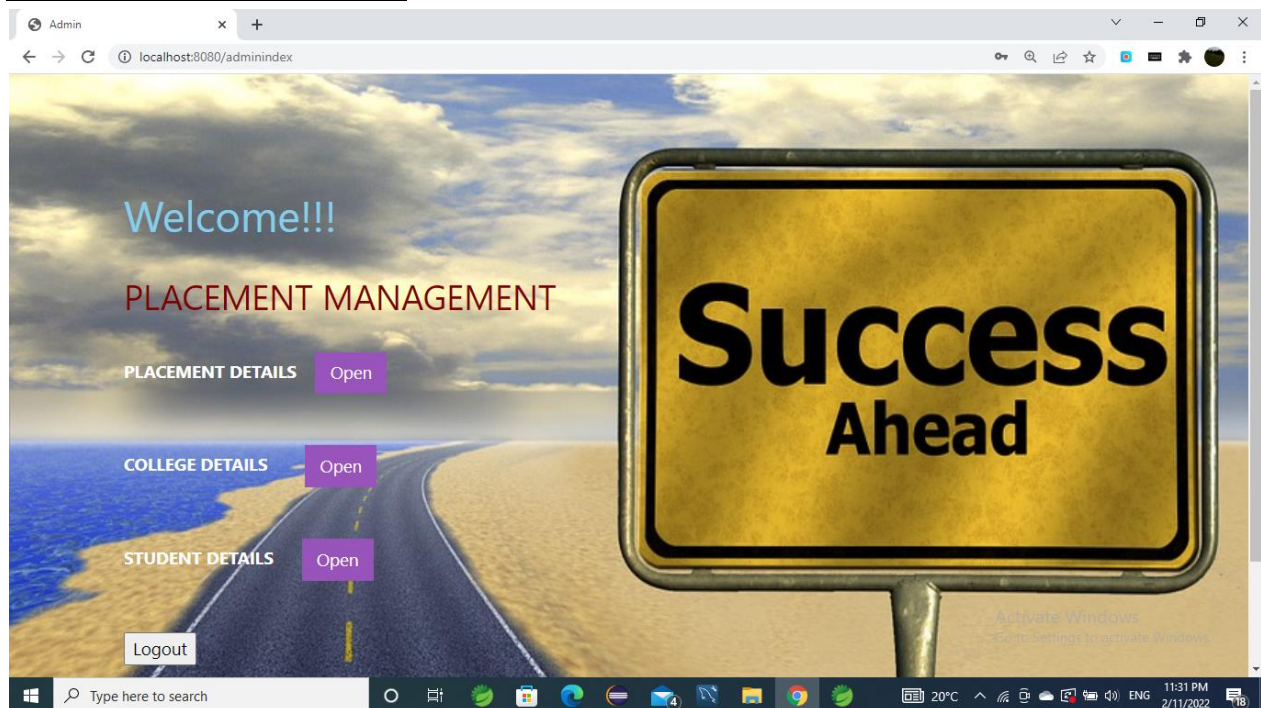 Admin
localhost:8080/adminindex
Welcome!!!
PLACEMENT MANAGEMENT
PLACEMENT DETAILS Open
COLLEGE DETAILS Open
STUDENT DETAILS Open
Logout
Success
Ahead
Activate Windows
Go to Settings to activate Windows.
Type here to search
4
20°C
ENG
11:31 PM
2/11/2022
18